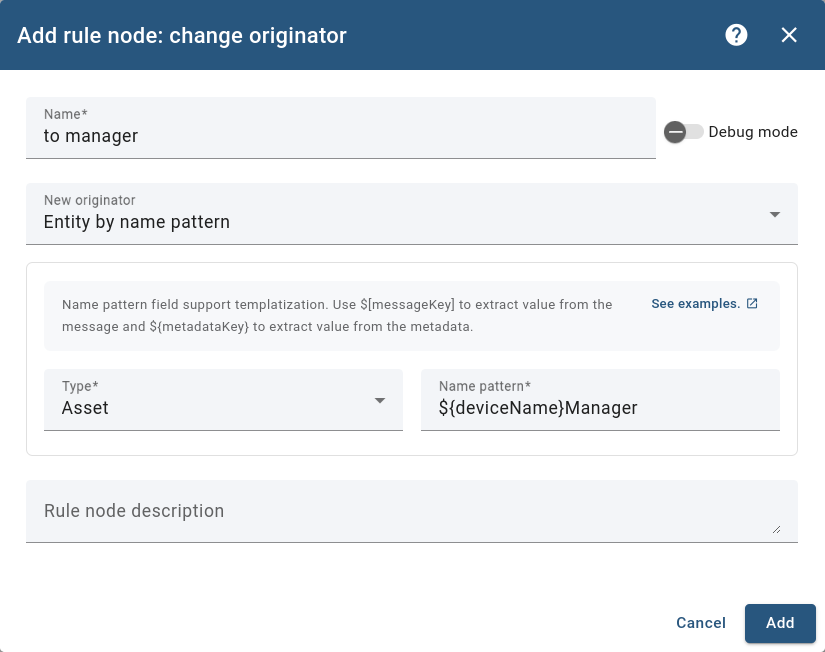 Add rule node: change originator
Name*
to manager
Debug mode
New originator
Entity by name pattern
Name pattern field support templatization. Use $[messageKey] to extract value from the
message and ${metadataKey} to extract value from the metadata.
See examples.
Type*
Asset
Name pattern*
${deviceName}Manager
Rule node description
Cancel
Add